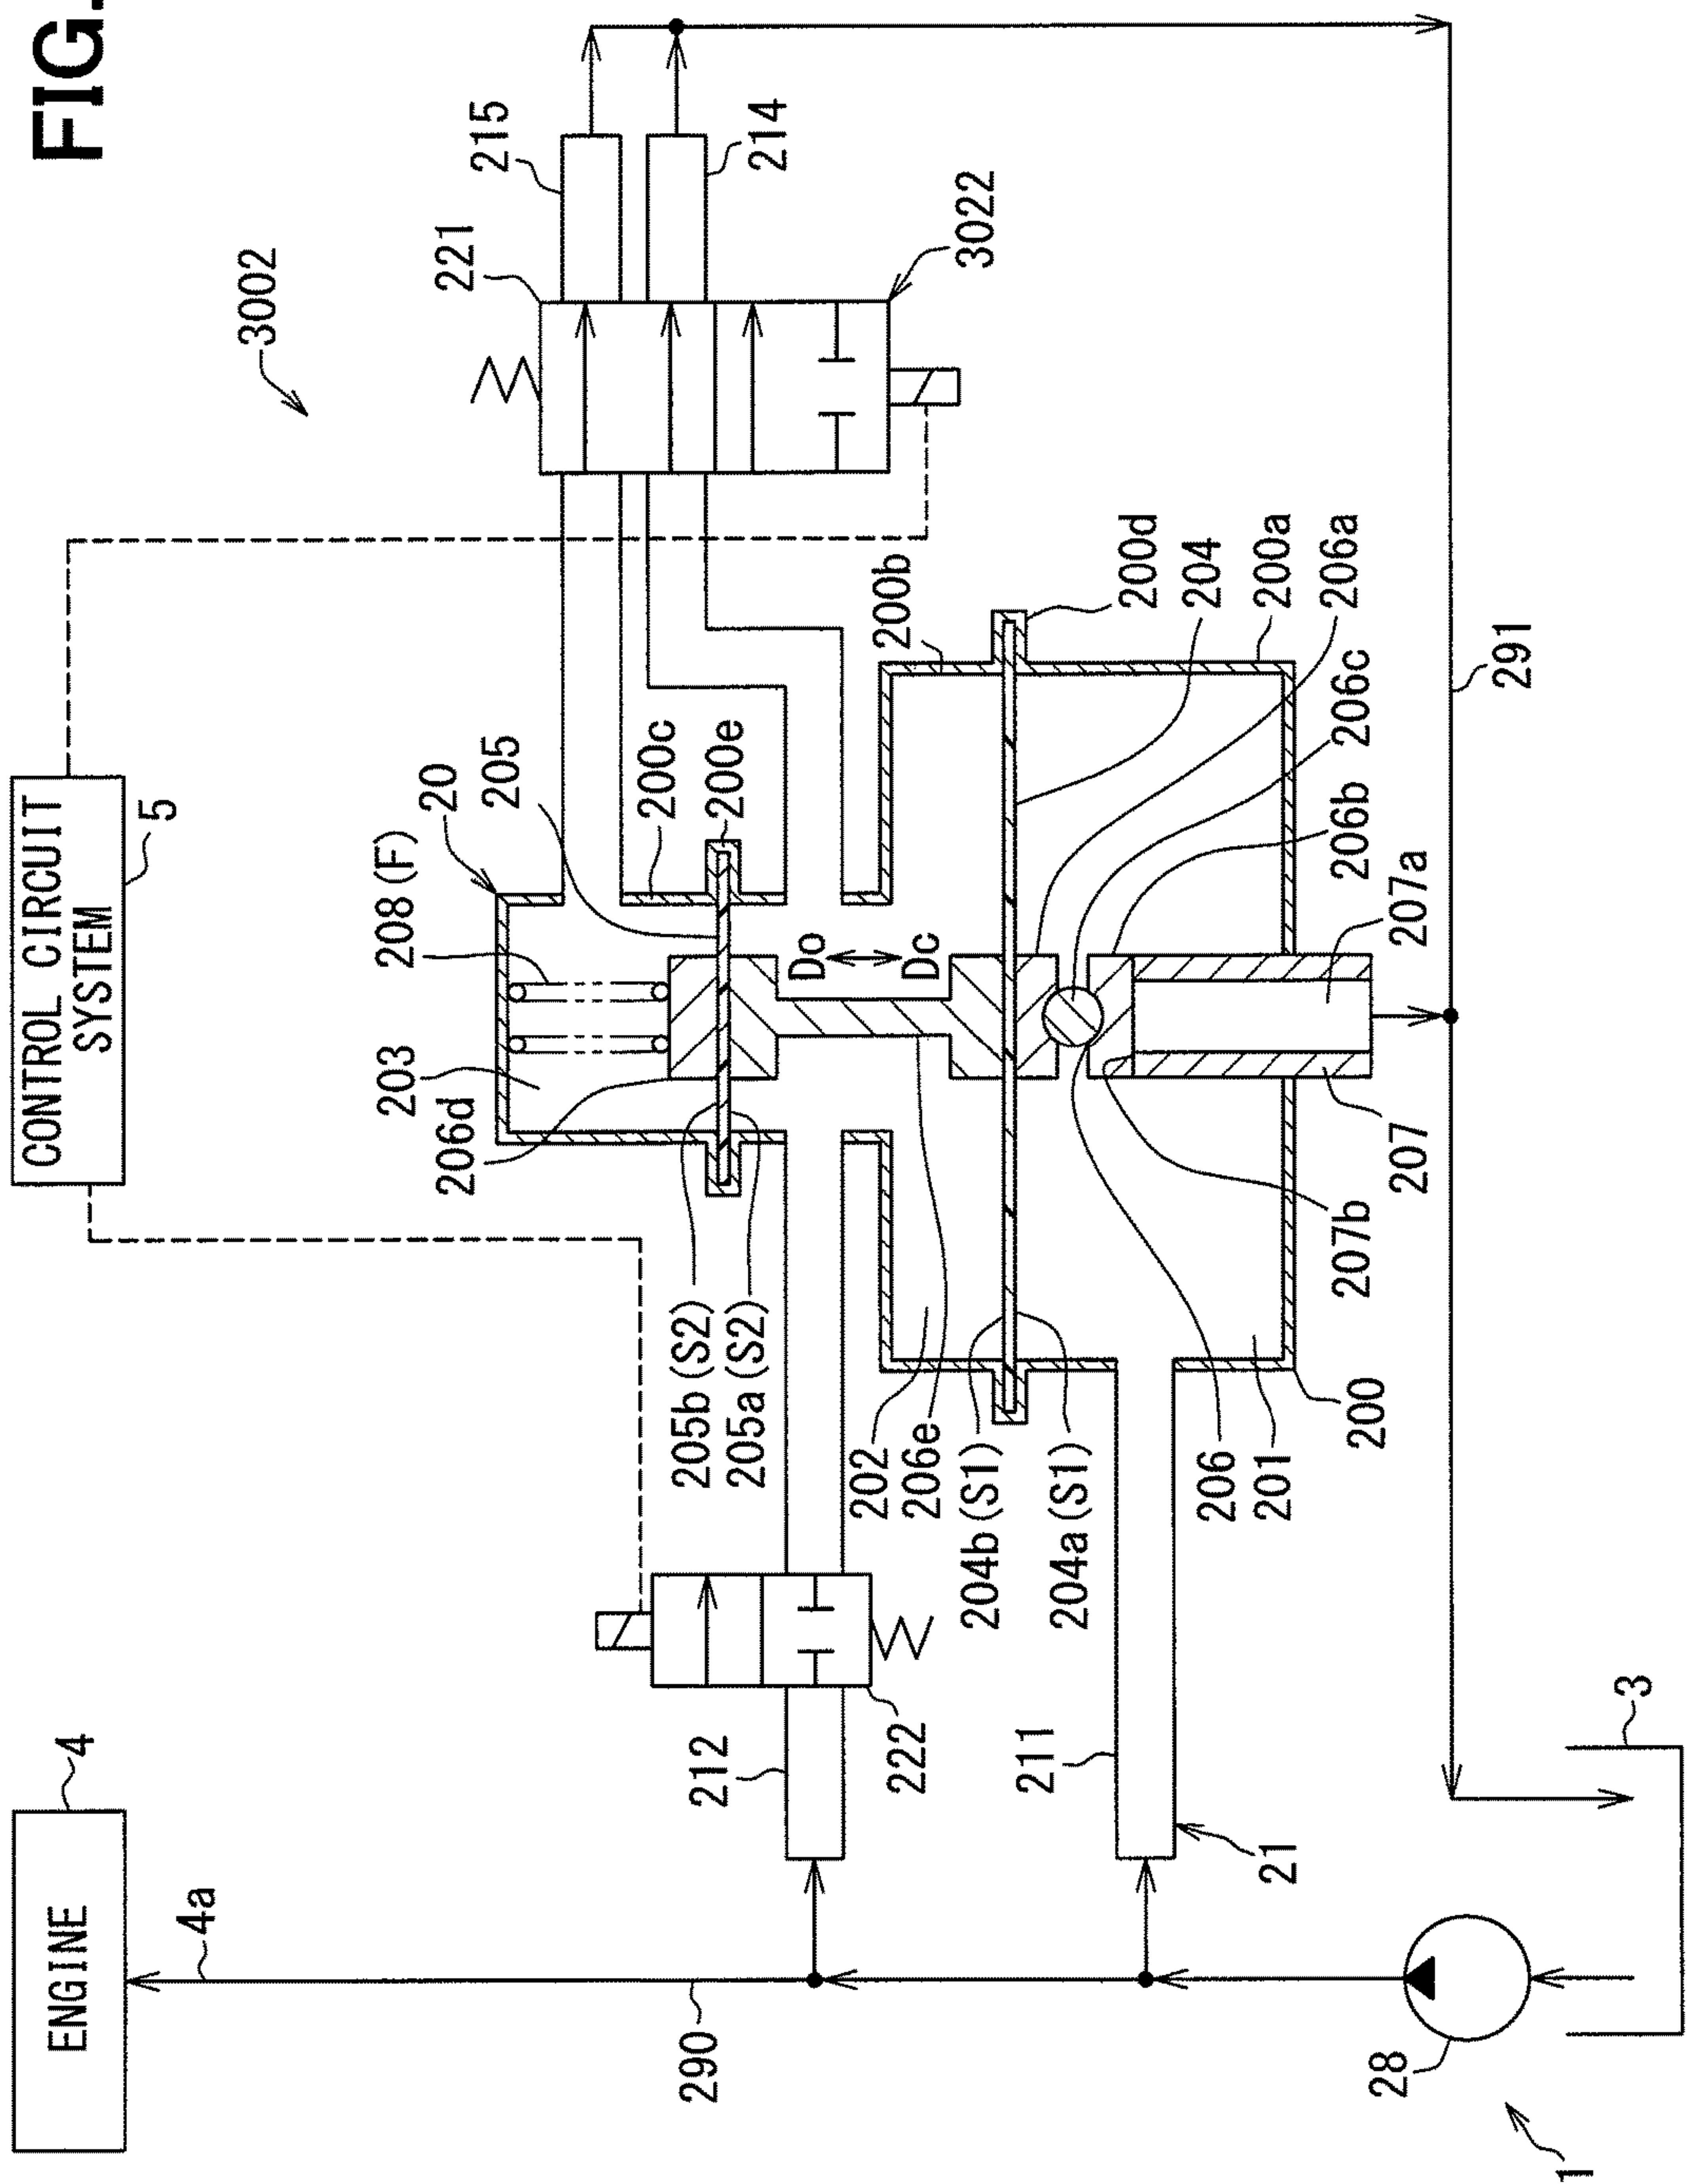 FIG.
3002
215
221
214
3022
CONTROL CIRCUIT
SYSTEM
5
20
208(F)
205
203
206d
200c
200e
200b
200d
204
200a
206a
206c
206b
207a
Do
Dc
291
205b(S2)
205a(S2)
207
207b
200
202
206e
204b(S1)
204a(S1)
206
201
ENGINE
4
4a
212
222
211
21
3
290
28
1